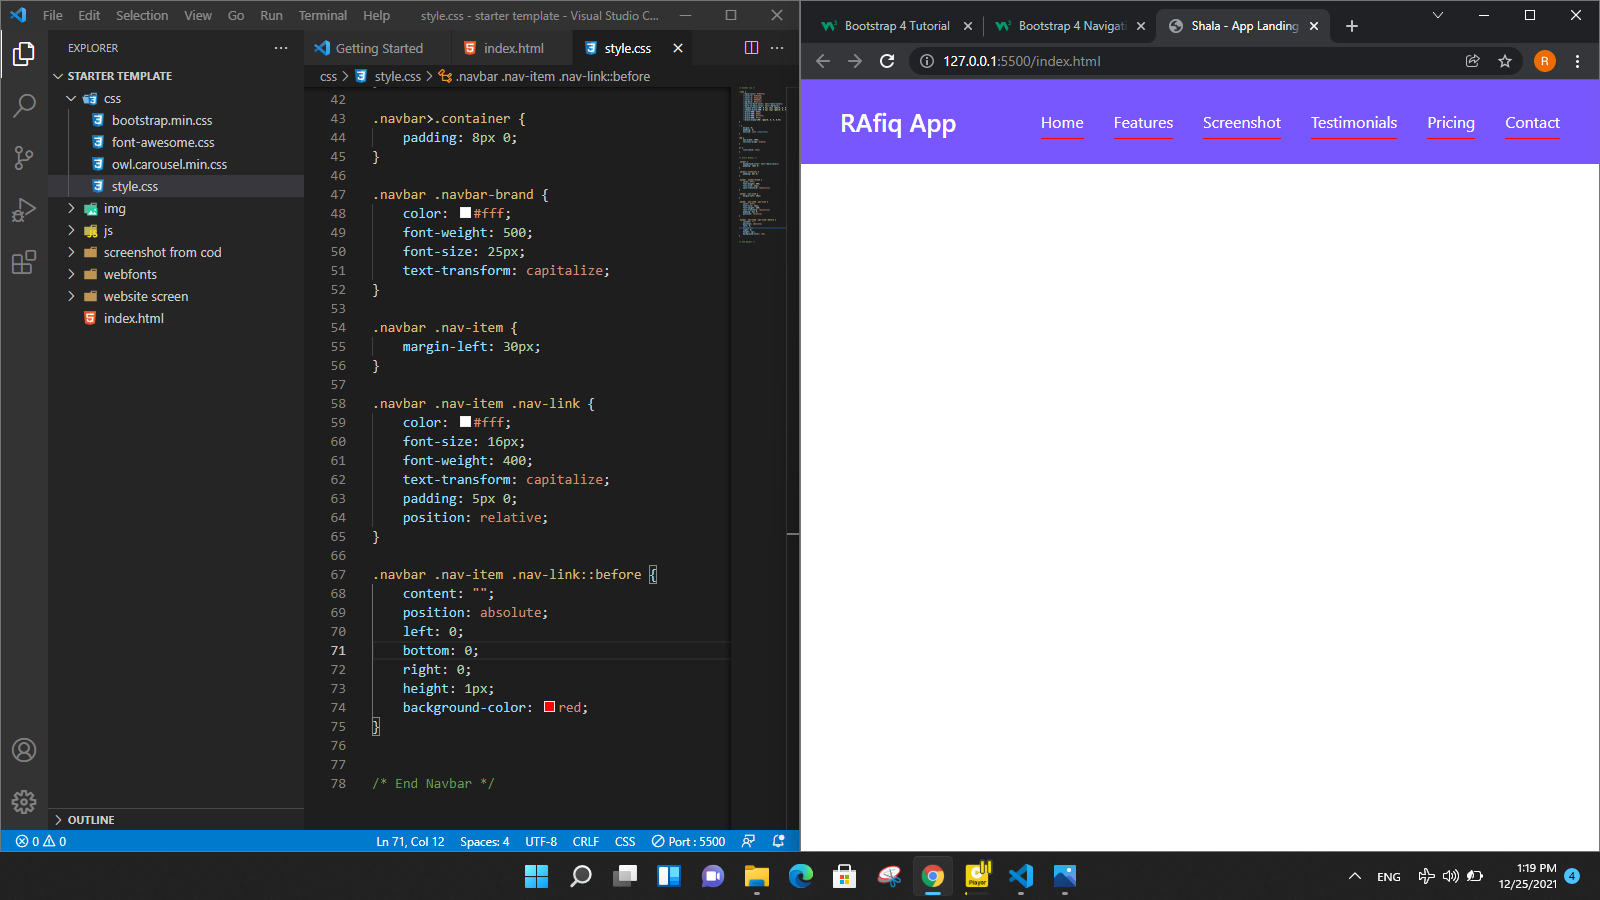 File Edit Selection View Go Run Terminal Help style.css - starter template - Visual Studio C...
EXPLORER
STARTER TEMPLATE
css
bootstrap.min.css
font-awesome.css
owl.carousel.min.css
style.css
img
js
screenshot from cod
webfonts
website screen
index.html
OUTLINE
Getting Started index.html style.css
css > style.css > .navbar .nav-item .nav-link::before
42
43 .navbar>.container {
44 padding: 8px 0;
45 }
46
47 .navbar .navbar-brand {
48 color: #fff;
49 font-weight: 500;
50 font-size: 25px;
51 text-transform: capitalize;
52 }
53
54 .navbar .nav-item {
55 margin-left: 30px;
56 }
57
58 .navbar .nav-item .nav-link {
59 color: #fff;
60 font-size: 16px;
61 font-weight: 400;
62 text-transform: capitalize;
63 padding: 5px 0;
64 position: relative;
65 }
66
67 .navbar .nav-item .nav-link::before {
68 content: "";
69 position: absolute;
70 left: 0;
71 bottom: 0;
72 right: 0;
73 height: 1px;
74 background-color: red;
75 }
76
77
78 /* End Navbar */
0 0 Ln 71, Col 12 Spaces: 4 UTF-8 CRLF CSS Port : 5500
Bootstrap 4 Tutorial Bootstrap 4 Navigati Shala - App Landing
127.0.0.1:5500/index.html R
RAfiq App Home Features Screenshot Testimonials Pricing Contact
Player
ENG 1:19 PM
12/25/2021 4